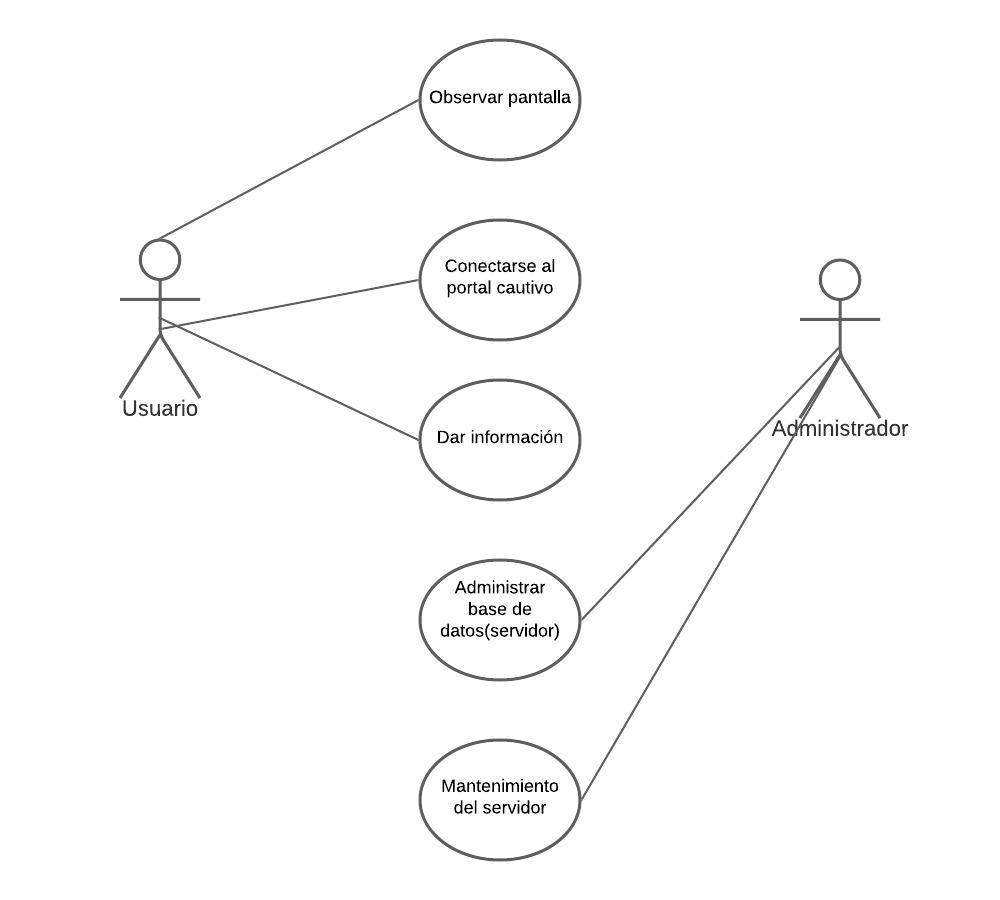 Observar pantalla
Conectarse al
portal cautivo
Usuario
Administrador
Dar información
Administrar
base de
datos(servidor)
Mantenimiento
del servidor